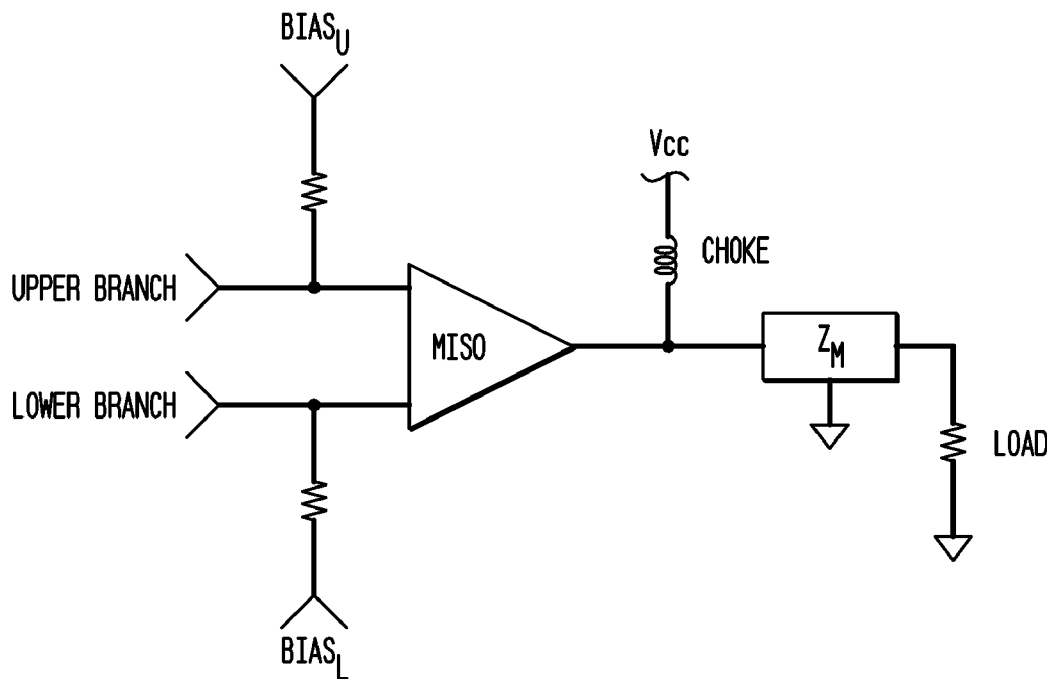 BIAS_U
Vcc
CHOKE
UPPER BRANCH
MISO
Z_M
LOWER BRANCH
LOAD
BIAS_L